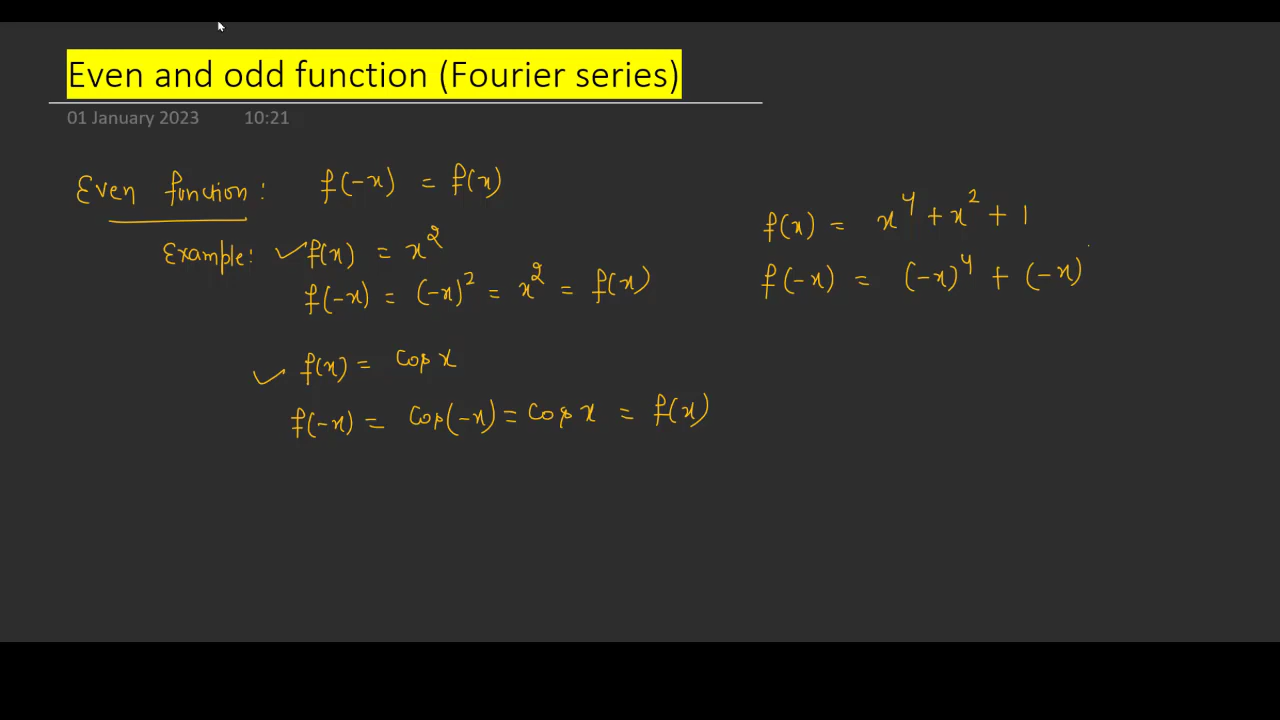 Even and odd function (Fourier series)
01 January 2023 10:21
Even function: f(-x) = f(x)
Example: ✓ f(x) = x²
f(-x) = (-x)² = x² = f(x)
✓ f(x) = cos x
f(-x) = cos(-x) = cos x = f(x)
f(x) = x⁴ + x² + 1
f(-x) = (-x)⁴ + (-x)